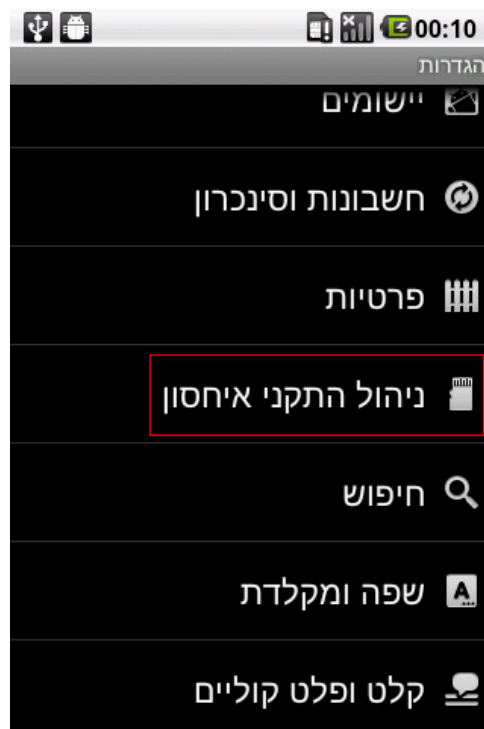 00:10
הגדרות
יישומים
חשבונות וסינכרון
פרטיות
ניהול התקני איחסון
חיפוש
שפה ומקלדת
קלט ופלט קוליים